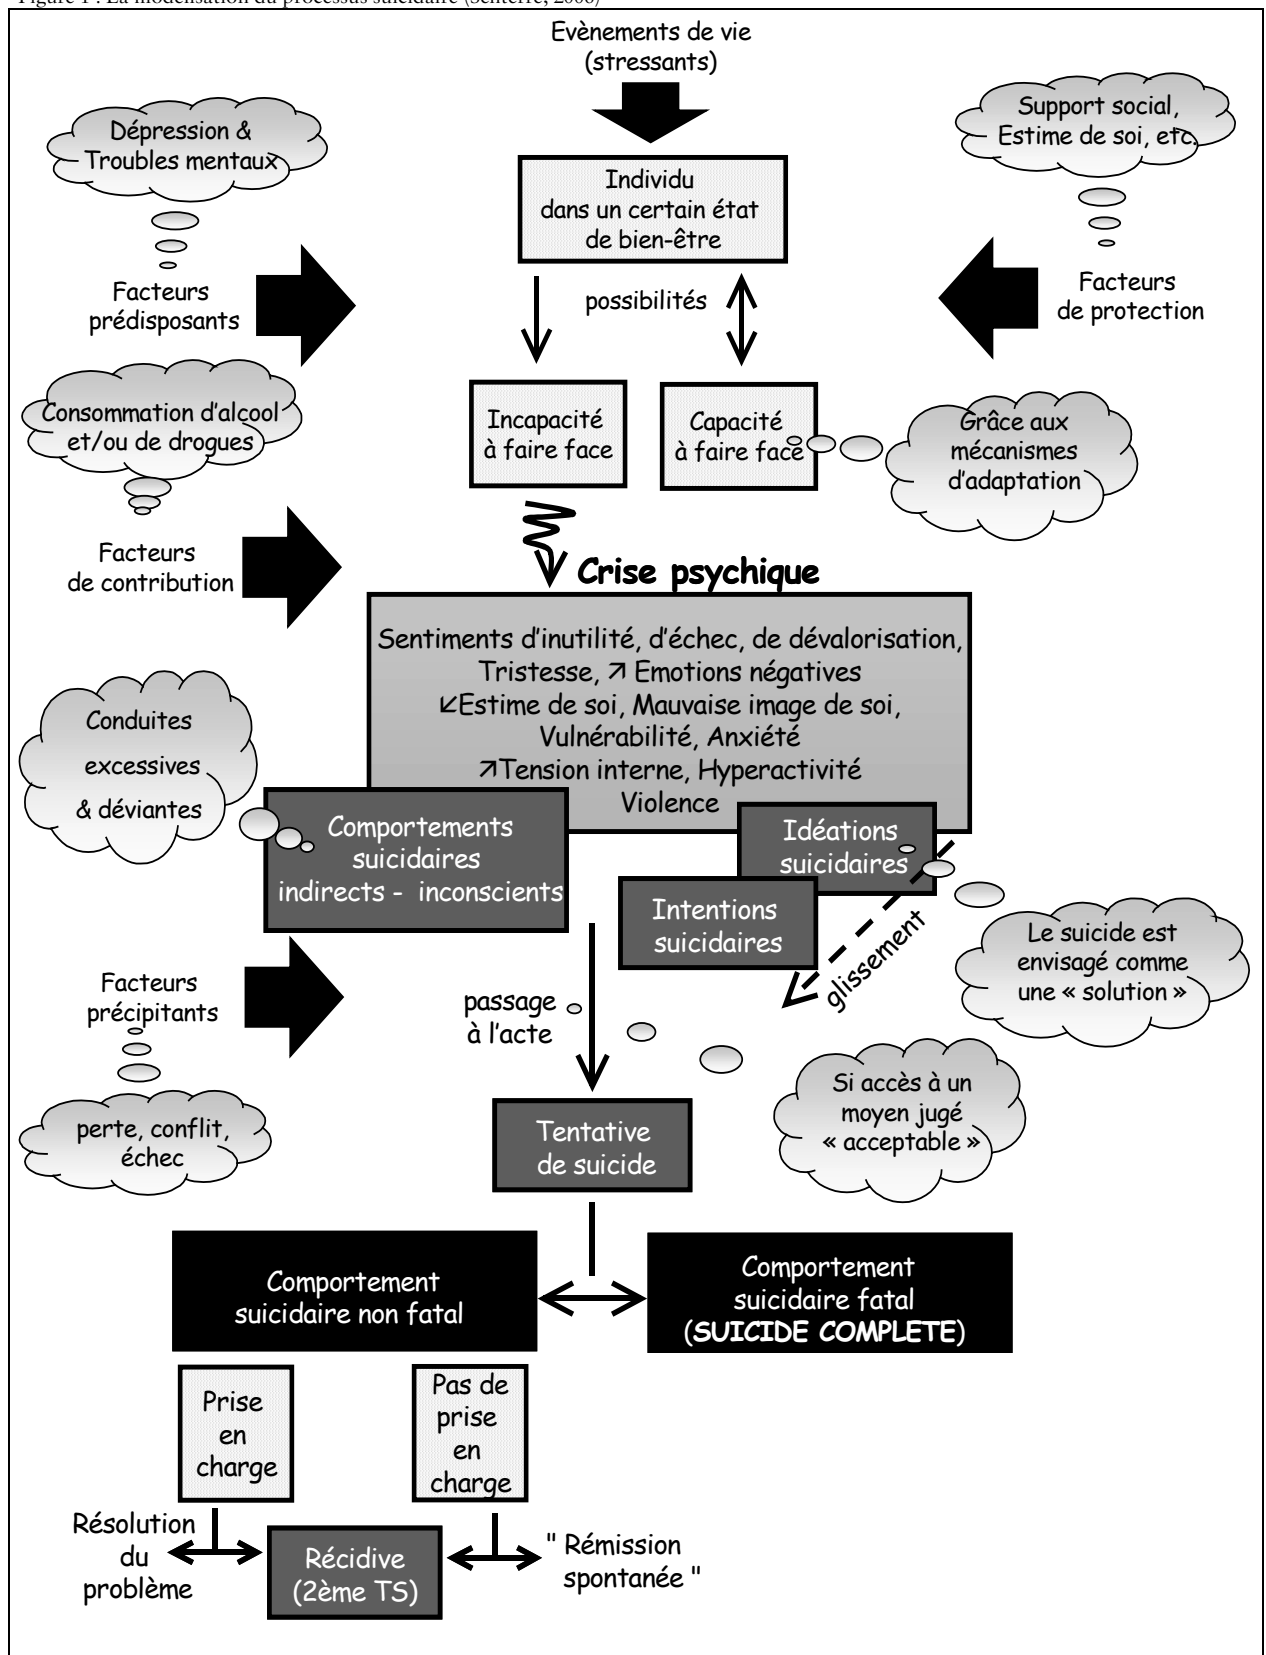 Figure 1 : La modélisation du processus suicidaire (Senterre, 2006)
Evènements de vie
(stressants)
Dépression &
Troubles mentaux
Support social,
Estime de soi, etc.
Individu
dans un certain état
de bien-être
Facteurs
prédisposants
possibilités
Facteurs
de protection
Consommation d'alcool
et/ou de drogues
Incapacité
à faire face
Capacité
à faire face
Grâce aux
mécanismes
d'adaptation
Facteurs
de contribution
Crise psychique
Sentiments d'inutilité, d'échec, de dévalorisation,
Tristesse, ↗ Emotions négatives
↙Estime de soi, Mauvaise image de soi,
Vulnérabilité, Anxiété
↗Tension interne, Hyperactivité
Violence
Conduites
excessives
& déviantes
Comportements
suicidaires
indirects - inconscients
Idéations
suicidaires
Intentions
suicidaires
glissement
Le suicide est
envisagé comme
une « solution »
Facteurs
précipitants
passage
à l'acte
perte, conflit,
échec
Si accès à un
moyen jugé
« acceptable »
Tentative
de suicide
Comportement
suicidaire non fatal
Comportement
suicidaire fatal
(SUICIDE COMPLETE)
Prise
en
charge
Pas de
prise
en
charge
Résolution
du
problème
Récidive
(2ème TS)
" Rémission
spontanée "